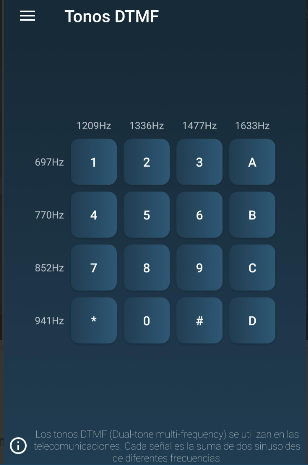 Tonos DTMF
1209Hz 1336Hz 1477Hz 1633Hz
697Hz 1 2 3 A
770Hz 4 5 6 B
852Hz 7 8 9 C
941Hz * 0 # D
Los tonos DTMF (Dual-tone multi-frequency) se utilizan en las
telecomunicaciones. Cada señal es la suma de dos sinusoides
de diferentes frecuencias